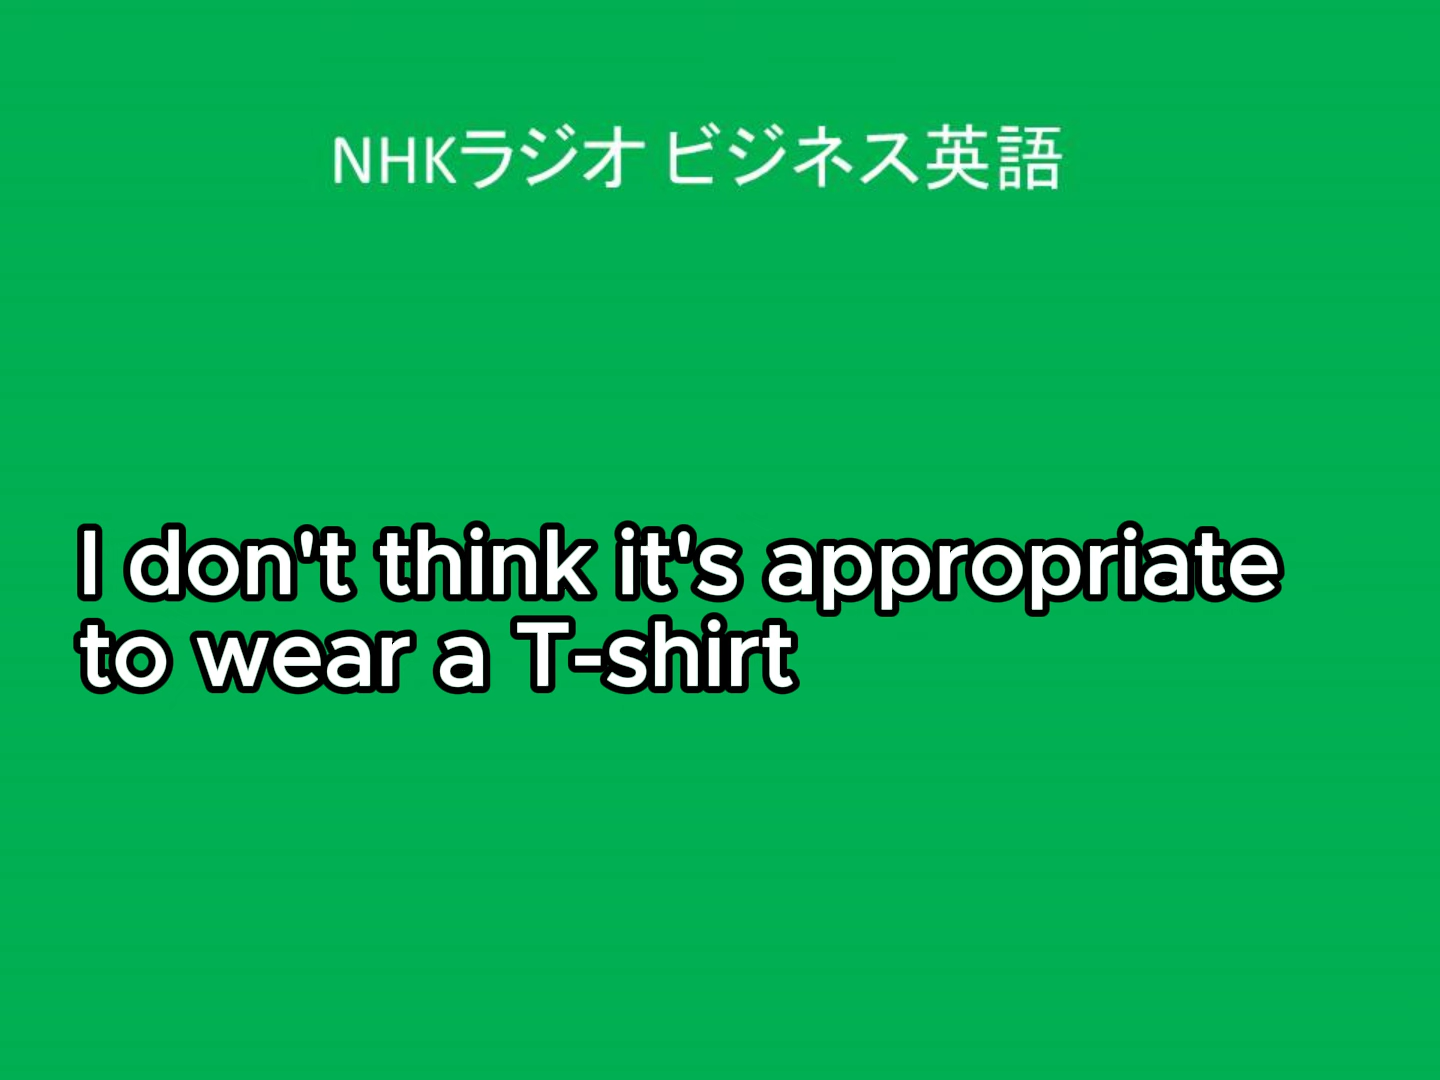 NHKラジオ ビジネス英語
I don't think it's appropriate
to wear a T-shirt